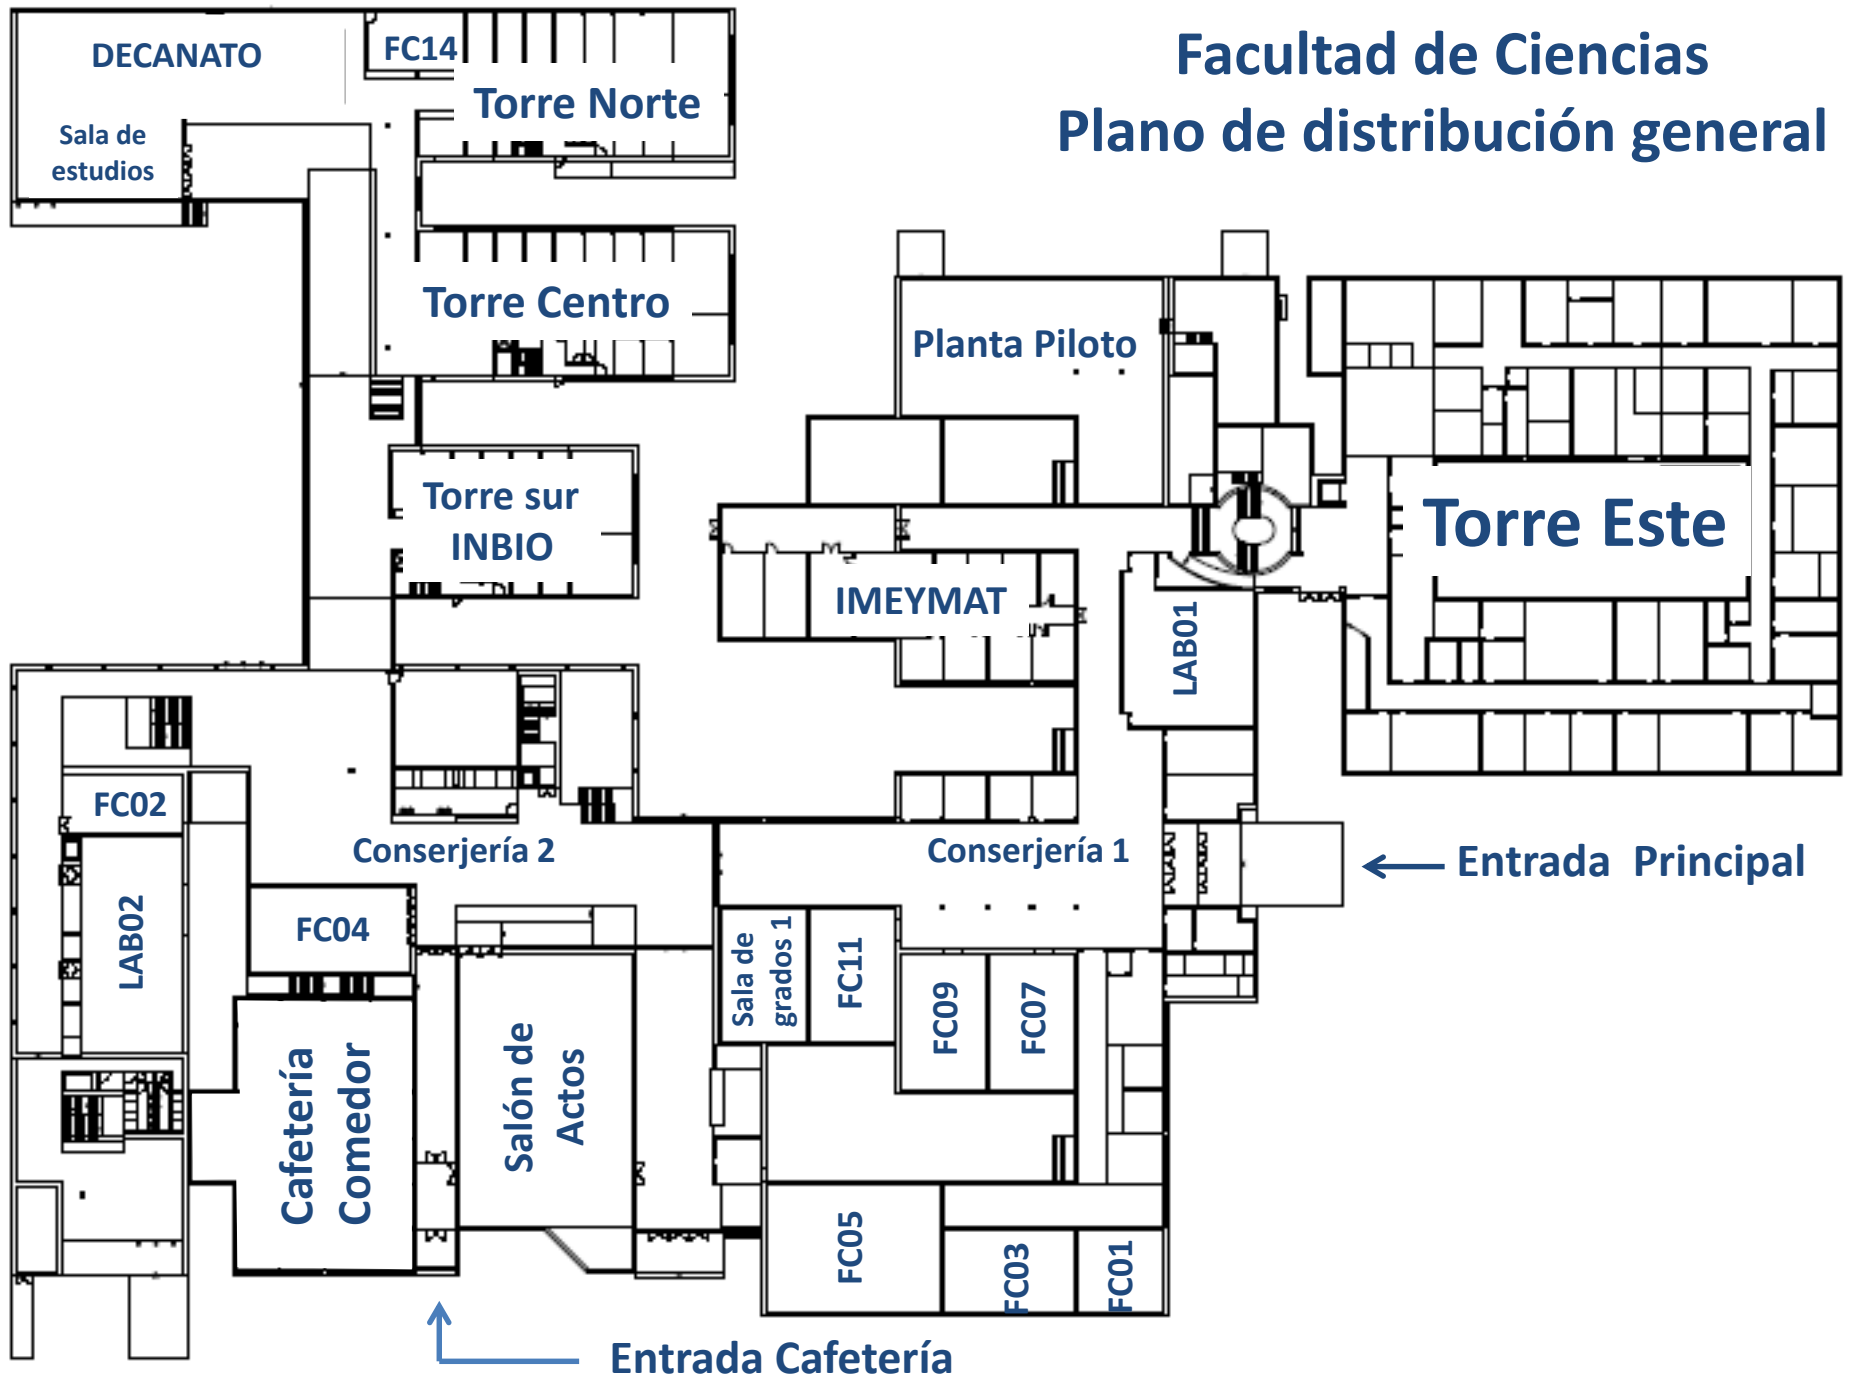 Facultad de Ciencias
Plano de distribución general
DECANATO
FC14
Torre Norte
Sala de
estudios
Torre Centro
Planta Piloto
Torre sur
INBIO
Torre Este
IMEYMAT
LAB01
FC02
Conserjería 2
Conserjería 1
Entrada  Principal
LAB02
FC04
Sala de
grados 1
FC11
FC09
FC07
Cafetería
Comedor
Salón de
Actos
FC05
FC03
FC01
Entrada Cafetería